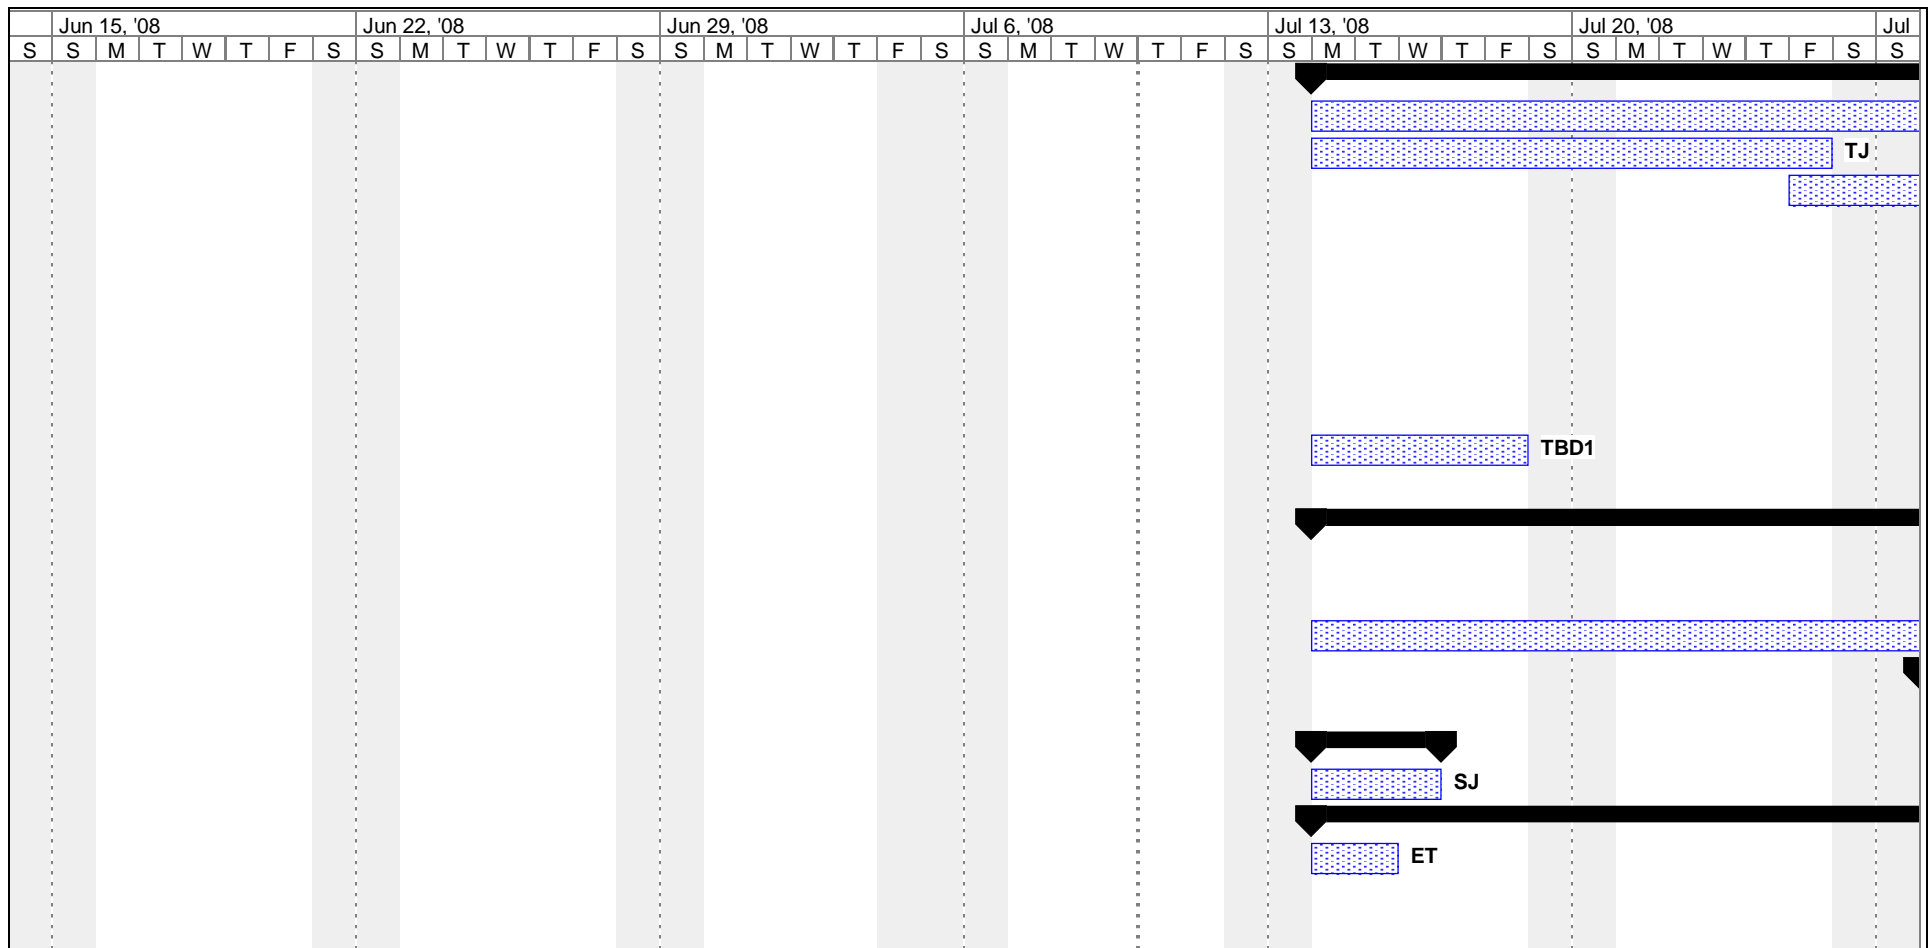 Jun 15, '08 Jun 22, '08 Jun 29, '08 Jul 6, '08 Jul 13, '08 Jul 20, '08 Jul
S S M T W T F S S M T W T F S S M T W T F S S M T W T F S S M T W T F S S M T W T F S S
TJ
TBD1
SJ
ET